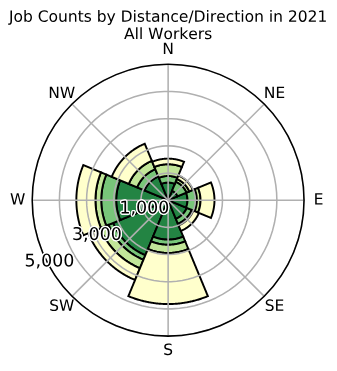 Job Counts by Distance/Direction in 2021
All Workers
N
NW
NE
W
E
1,000
3,000
5,000
SW
SE
S